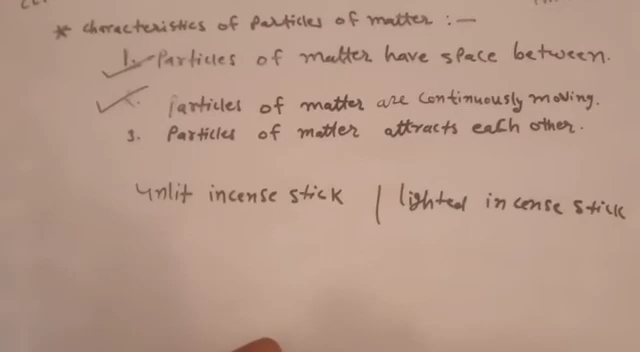 * Characteristics of Particles of matter :-
1. Particles of matter have space between.
Particles of matter are continuously moving.
3. Particles of matter attracts each other.
Unlit incense stick | lighted incense stick